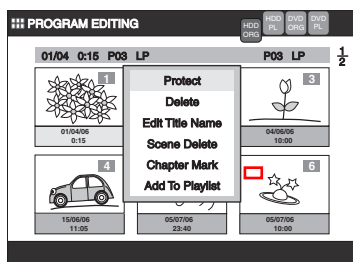 PROGRAM EDITING
HDD ORG
HDD PL
DVD ORG
DVD PL
01/04 0:15 P03 LP
P03 LP
1/2
1
01/04/06
0:15
Protect
Delete
Edit Title Name
Scene Delete
Chapter Mark
Add To Playlist
3
04/06/06
10:00
4
15/06/06
11:05
05/07/06
23:40
6
05/07/06
10:00